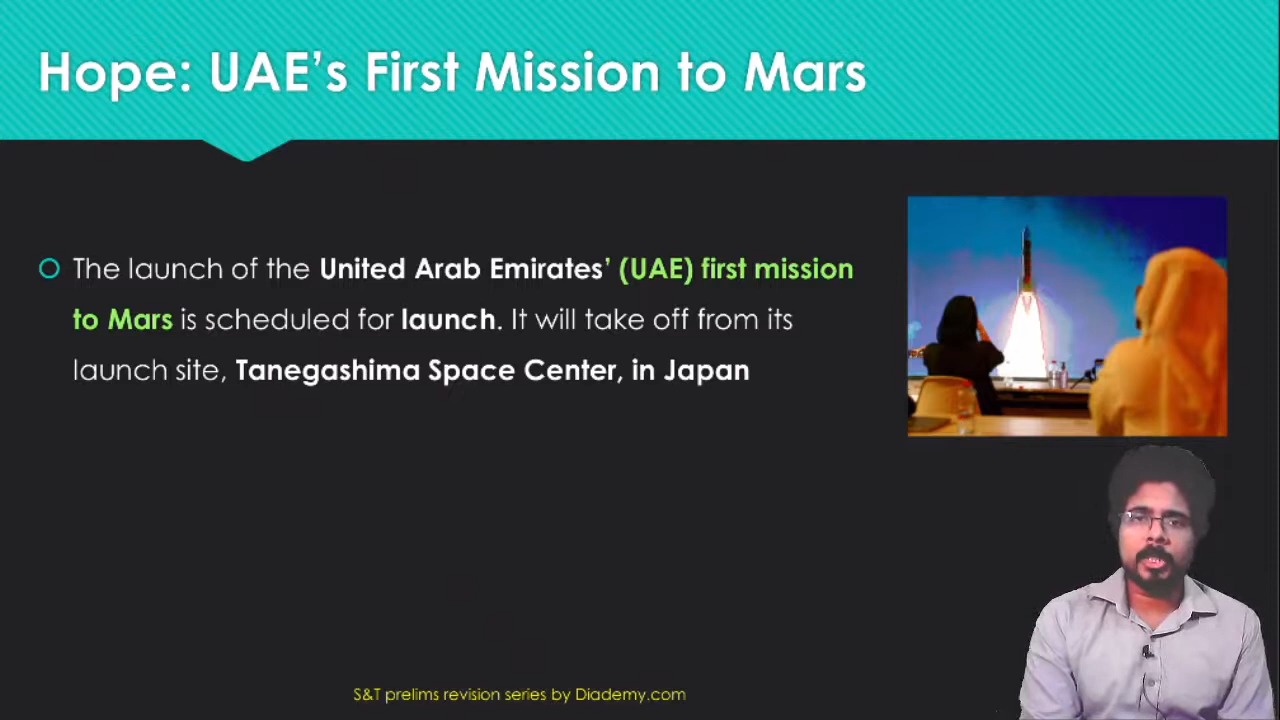 Hope: UAE’s First Mission to Mars
The launch of the United Arab Emirates’ (UAE) first mission
to Mars is scheduled for launch. It will take off from its
launch site, Tanegashima Space Center, in Japan
S&T prelims revision series by Diademy.com